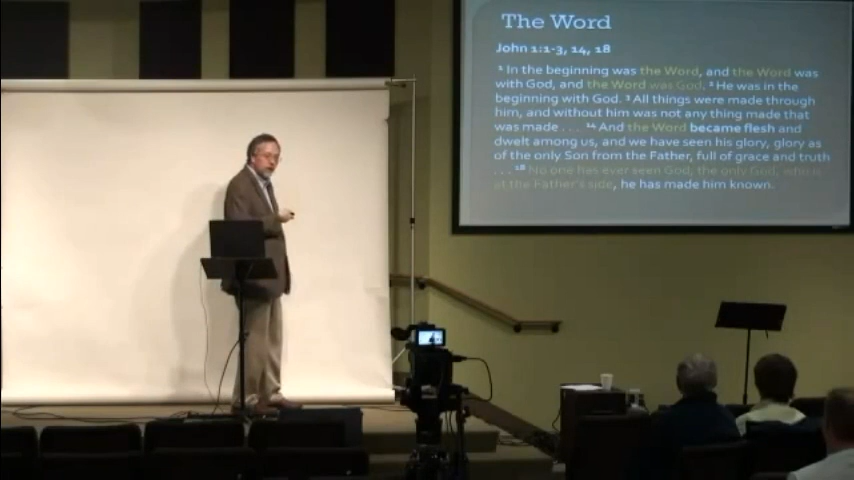 The Word
John 1:1-3, 14, 18
1 In the beginning was the Word, and the Word was
with God, and the Word was God. 2 He was in the
beginning with God. 3 All things were made through
him, and without him was not any thing made that
was made . . . 14 And the Word became flesh and
dwelt among us, and we have seen his glory, glory as
of the only Son from the Father, full of grace and truth
. . . 18 No one has ever seen God; the only God, who is
at the Father's side, he has made him known.